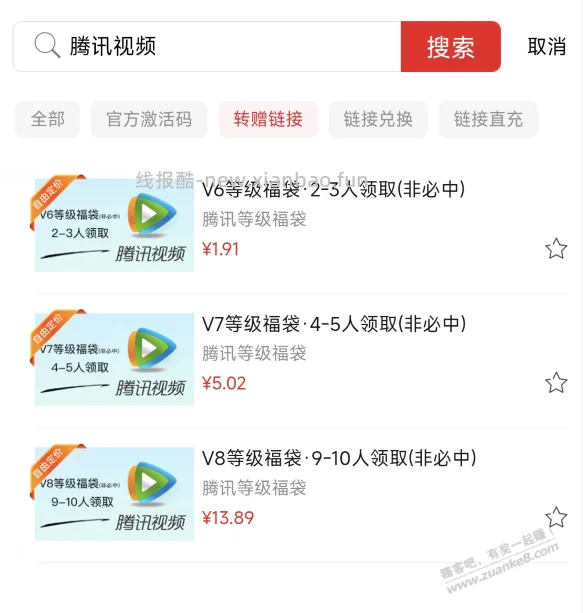 腾讯视频
搜索
取消
全部
官方激活码
转赠链接
链接兑换
链接直充
线报酷-new.xianbao.fun
自由定价
V6等级福袋(非必中)
2-3人领取
腾讯视频
V6等级福袋·2-3人领取(非必中)
腾讯等级福袋
¥1.91
自由定价
V7等级福袋(非必中)
4-5人领取
腾讯视频
V7等级福袋·4-5人领取(非必中)
腾讯等级福袋
¥5.02
自由定价
V8等级福袋(非必中)
9-10人领取
腾讯视频
V8等级福袋·9-10人领取(非必中)
腾讯等级福袋
¥13.89
赚客吧，有奖一起赚！
www.zuanke8.com